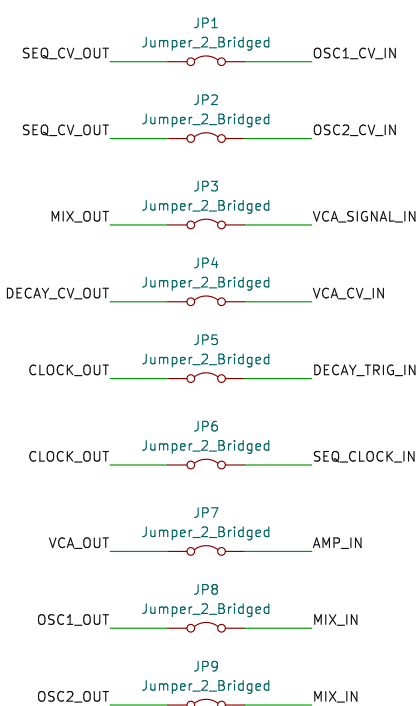 JP1
Jumper_2_Bridged
SEQ_CV_OUT OSC1_CV_IN
JP2
Jumper_2_Bridged
SEQ_CV_OUT OSC2_CV_IN
JP3
Jumper_2_Bridged
MIX_OUT VCA_SIGNAL_IN
JP4
Jumper_2_Bridged
DECAY_CV_OUT VCA_CV_IN
JP5
Jumper_2_Bridged
CLOCK_OUT DECAY_TRIG_IN
JP6
Jumper_2_Bridged
CLOCK_OUT SEQ_CLOCK_IN
JP7
Jumper_2_Bridged
VCA_OUT AMP_IN
JP8
Jumper_2_Bridged
OSC1_OUT MIX_IN
JP9
Jumper_2_Bridged
OSC2_OUT MIX_IN